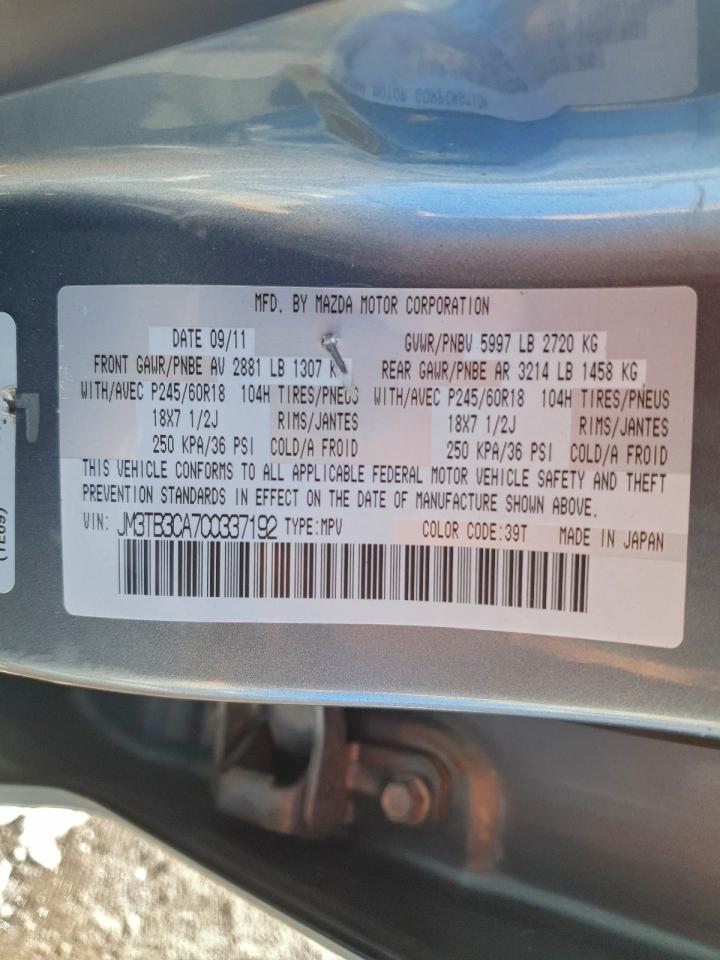 MFD. BY MAZDA MOTOR CORPORATION
DATE 09/11 GVWR/PNBV 5997 LB 2720 KG
FRONT GAWR/PNBE AV 2881 LB 1307 K REAR GAWR/PNBE AR 3214 LB 1458 KG
WITH/AVEC P245/60R18 104H TIRES/PNEUS WITH/AVEC P245/60R18 104H TIRES/PNEUS
18X7 1/2J RIMS/JANTES 18X7 1/2J RIMS/JANTES
250 KPA/36 PSI COLD/A FROID 250 KPA/36 PSI COLD/A FROID
THIS VEHICLE CONFORMS TO ALL APPLICABLE FEDERAL MOTOR VEHICLE SAFETY AND THEFT
PREVENTION STANDARDS IN EFFECT ON THE DATE OF MANUFACTURE SHOWN ABOVE.
VIN: JM3TB3CA7C0337192 TYPE:MPV COLOR CODE:39T MADE IN JAPAN
(TE69)